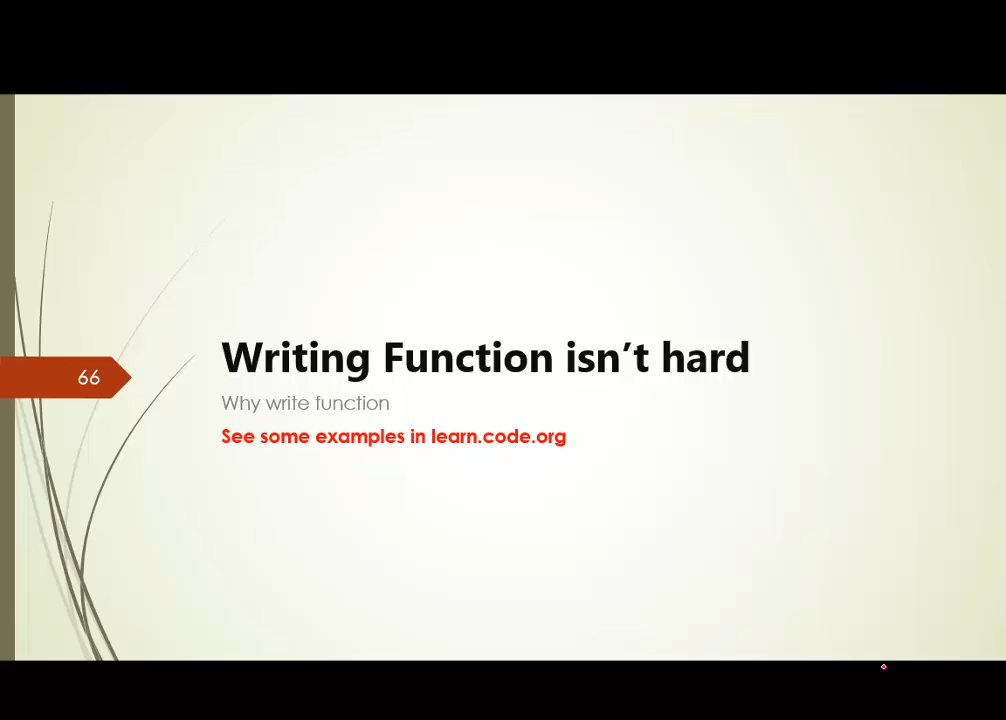 Writing Function isn’t hard
66
Why write function
See some examples in learn.code.org